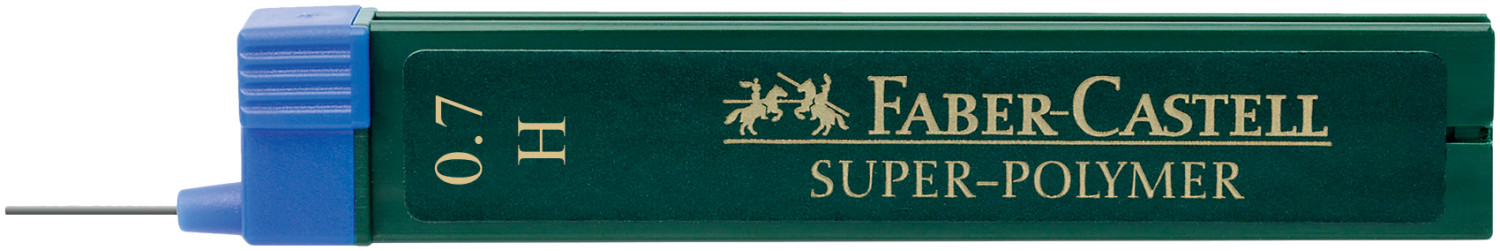 0.7
H
FABER-CASTELL
SUPER-POLYMER